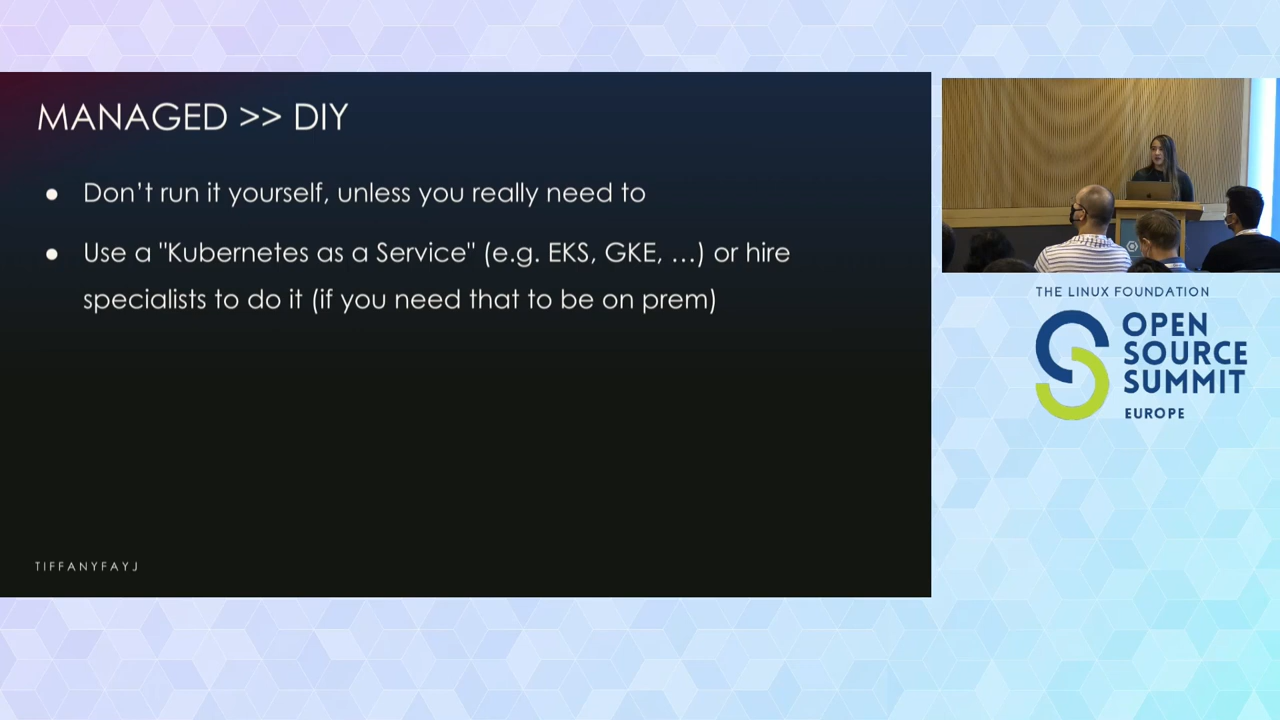 MANAGED >> DIY
● Don’t run it yourself, unless you really need to
● Use a "Kubernetes as a Service" (e.g. EKS, GKE, …) or hire
specialists to do it (if you need that to be on prem)
TIFFANYFAYJ
THE LINUX FOUNDATION
OPEN
SOURCE
SUMMIT
EUROPE